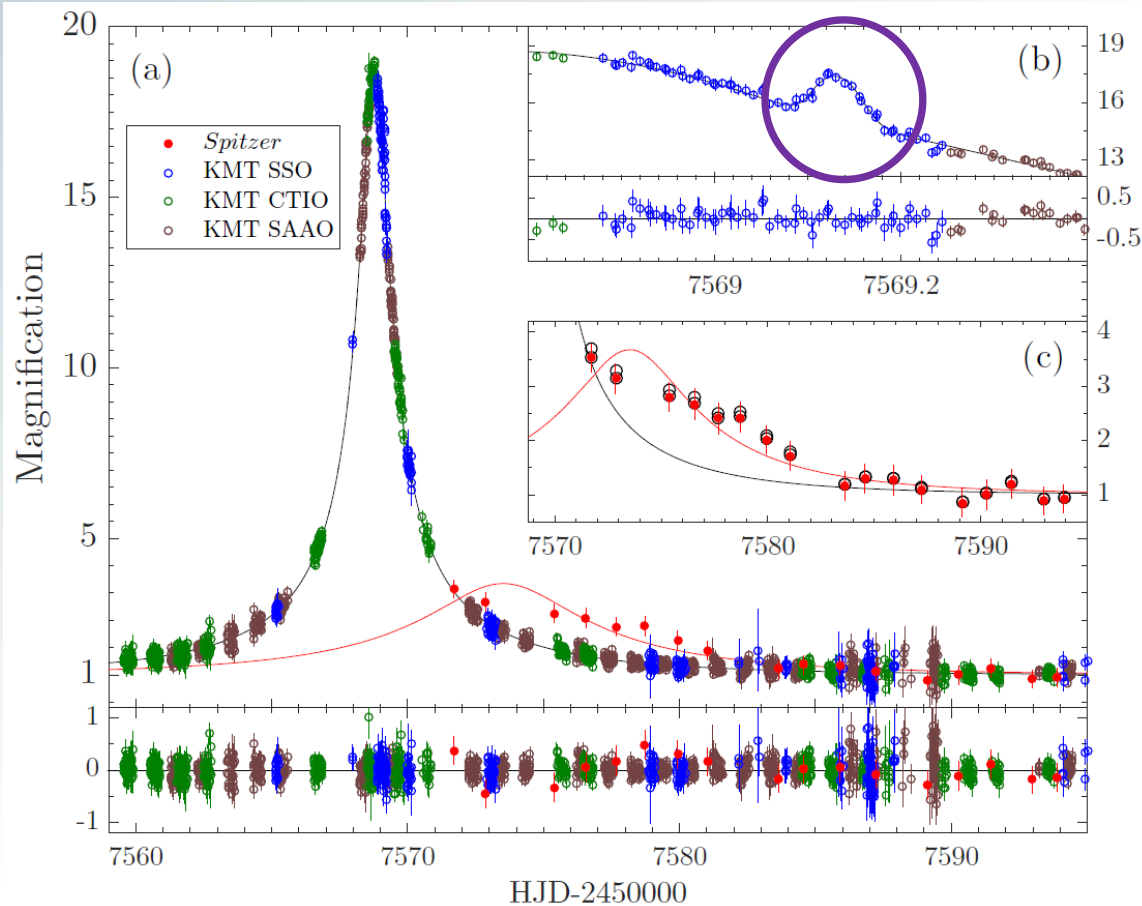 20
15
10
5
1
Magnification
(a)
Spitzer
KMT SSO
KMT CTIO
KMT SAAO
(b)
19
16
13
0.5
-0.5
7569
7569.2
(c)
4
3
2
1
7570
7580
7590
1
0
-1
7560
7570
7580
7590
HJD-2450000